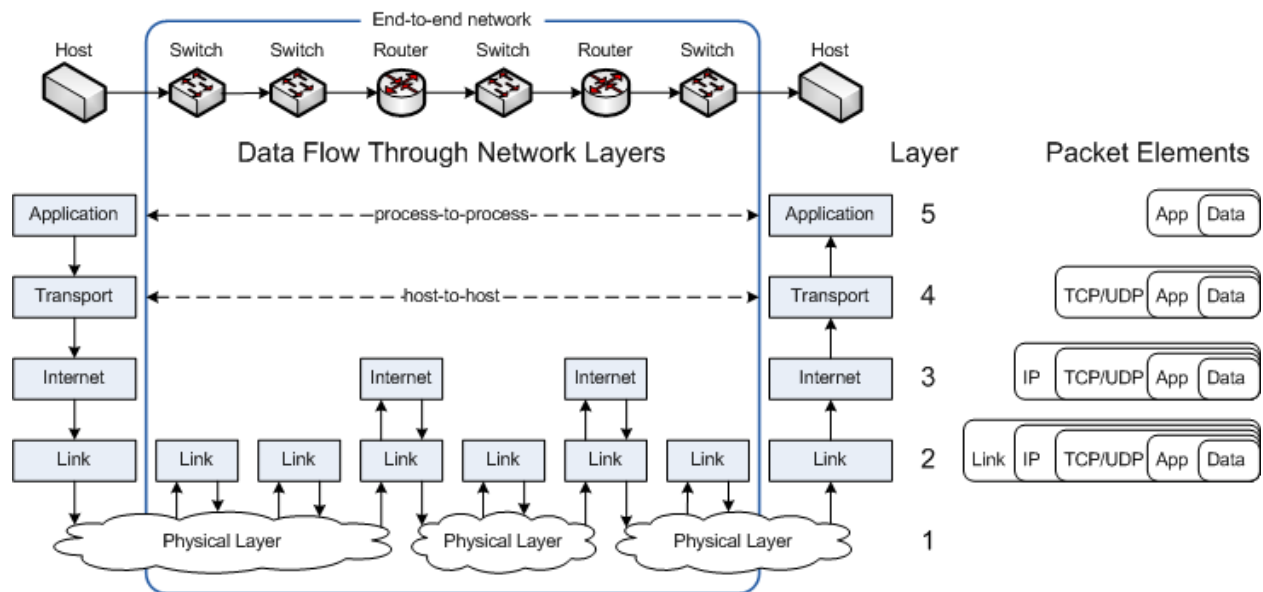 End-to-end network
Host Switch Switch Router Switch Router Switch Host
Data Flow Through Network Layers Layer Packet Elements
Application process-to-process Application 5 App Data
Transport host-to-host Transport 4 TCP/UDP App Data
Internet Internet Internet Internet 3 IP TCP/UDP App Data
Link Link Link Link Link Link Link Link 2 Link IP TCP/UDP App Data
Physical Layer Physical Layer Physical Layer 1